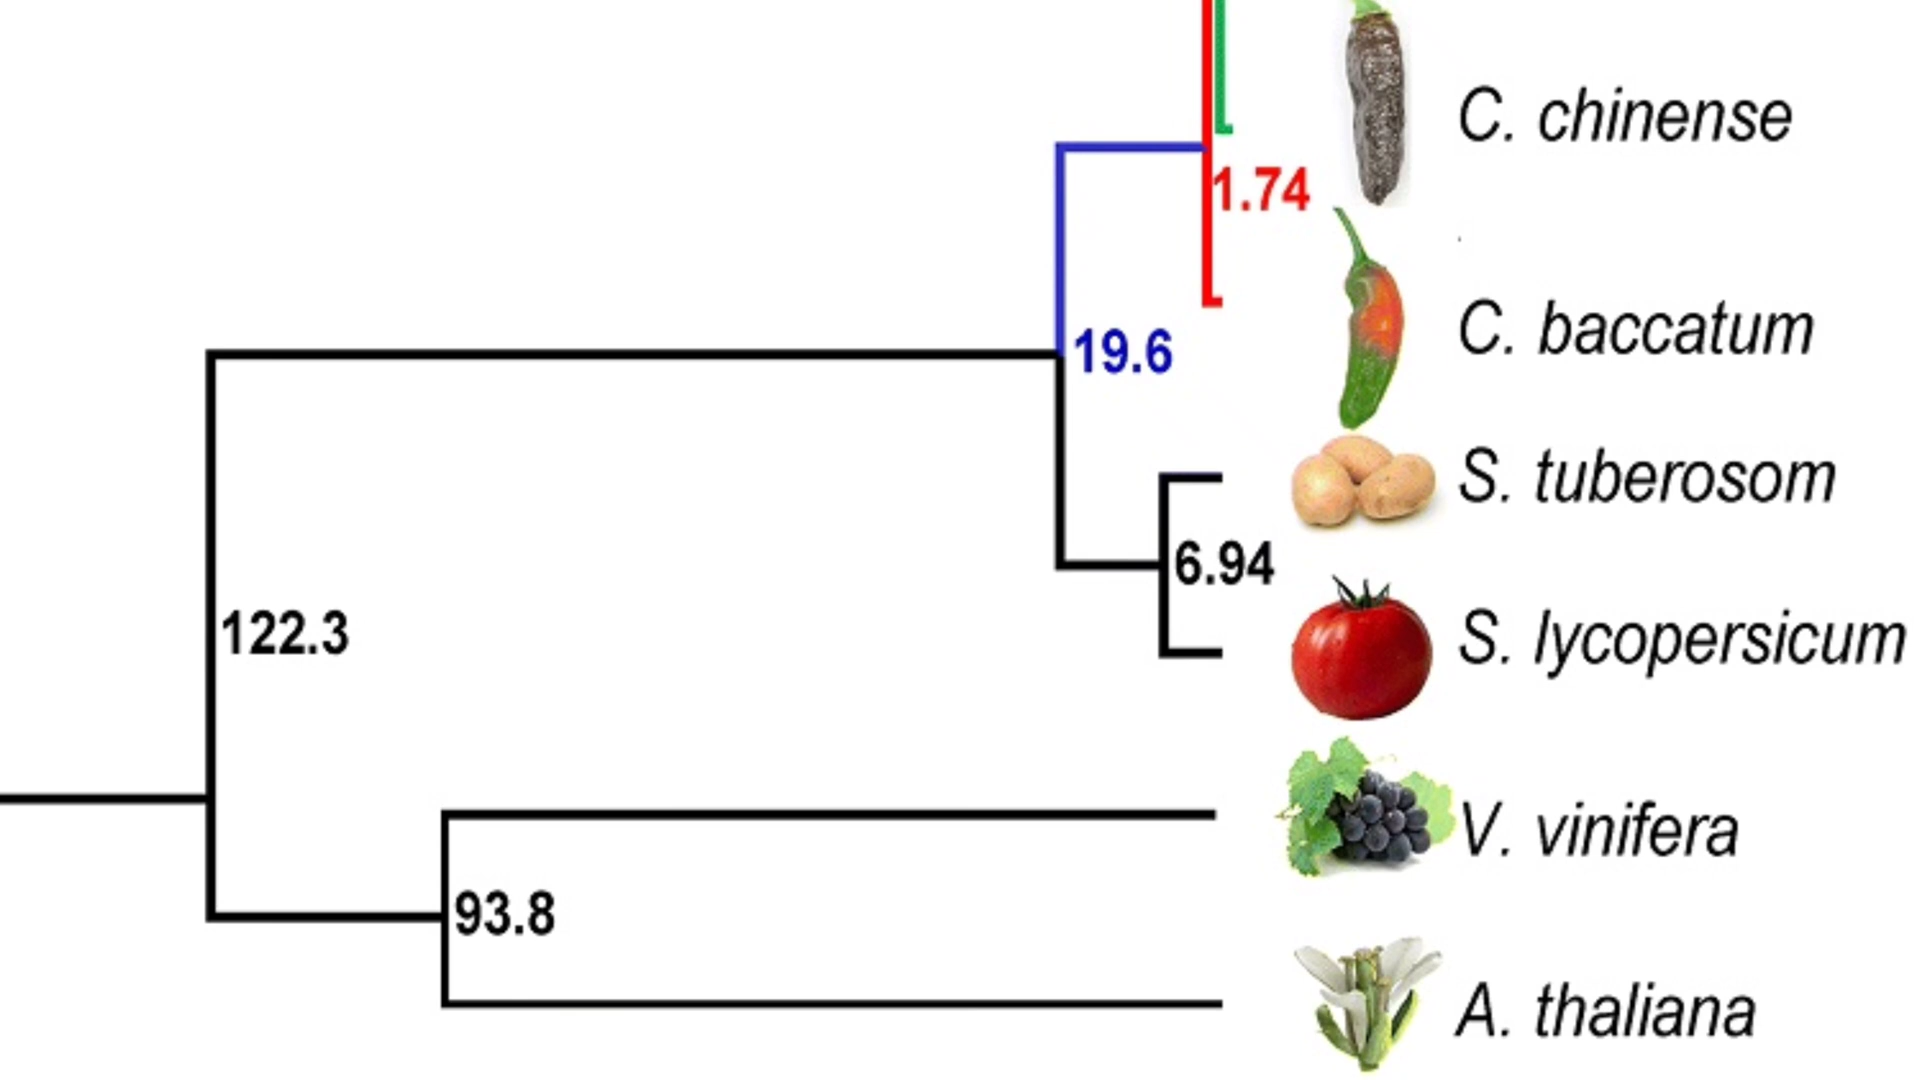 C. chinense
1.74
C. baccatum
19.6
S. tuberosom
6.94
S. lycopersicum
122.3
V. vinifera
93.8
A. thaliana